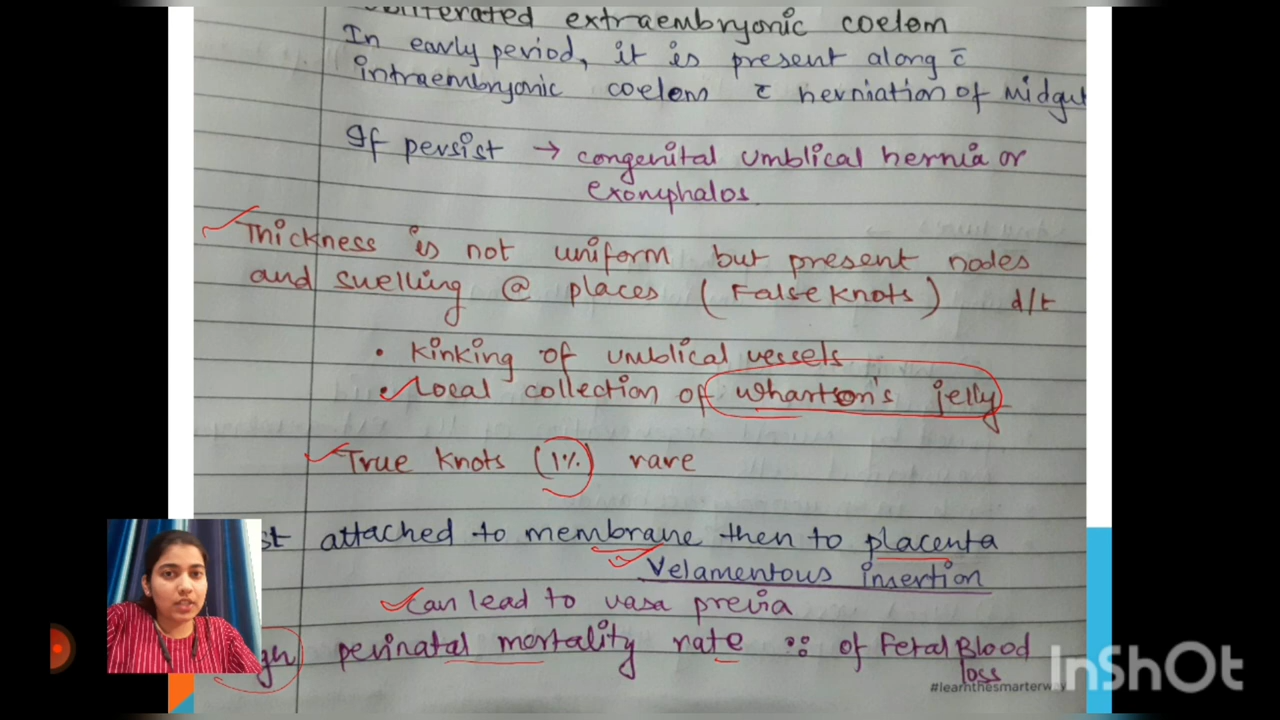 obliterated extraembryonic coelom
In early period, it is present along c̄
intraembryonic coelom c̄ herniation of midgut
If persist → congenital umblical hernia or
exomphalos
Thickness is not uniform but present nodes
and swelling @ places (False knots) d/t
• Kinking of umblical vessels
• Local collection of wharton's jelly
True knots (1%) rare
st attached to membrane then to placenta
Velamentous insertion
Can lead to vasa previa
perinatal mortality rate ∵ of Fetal Blood
loss
#learnthesmarterway
InShOt